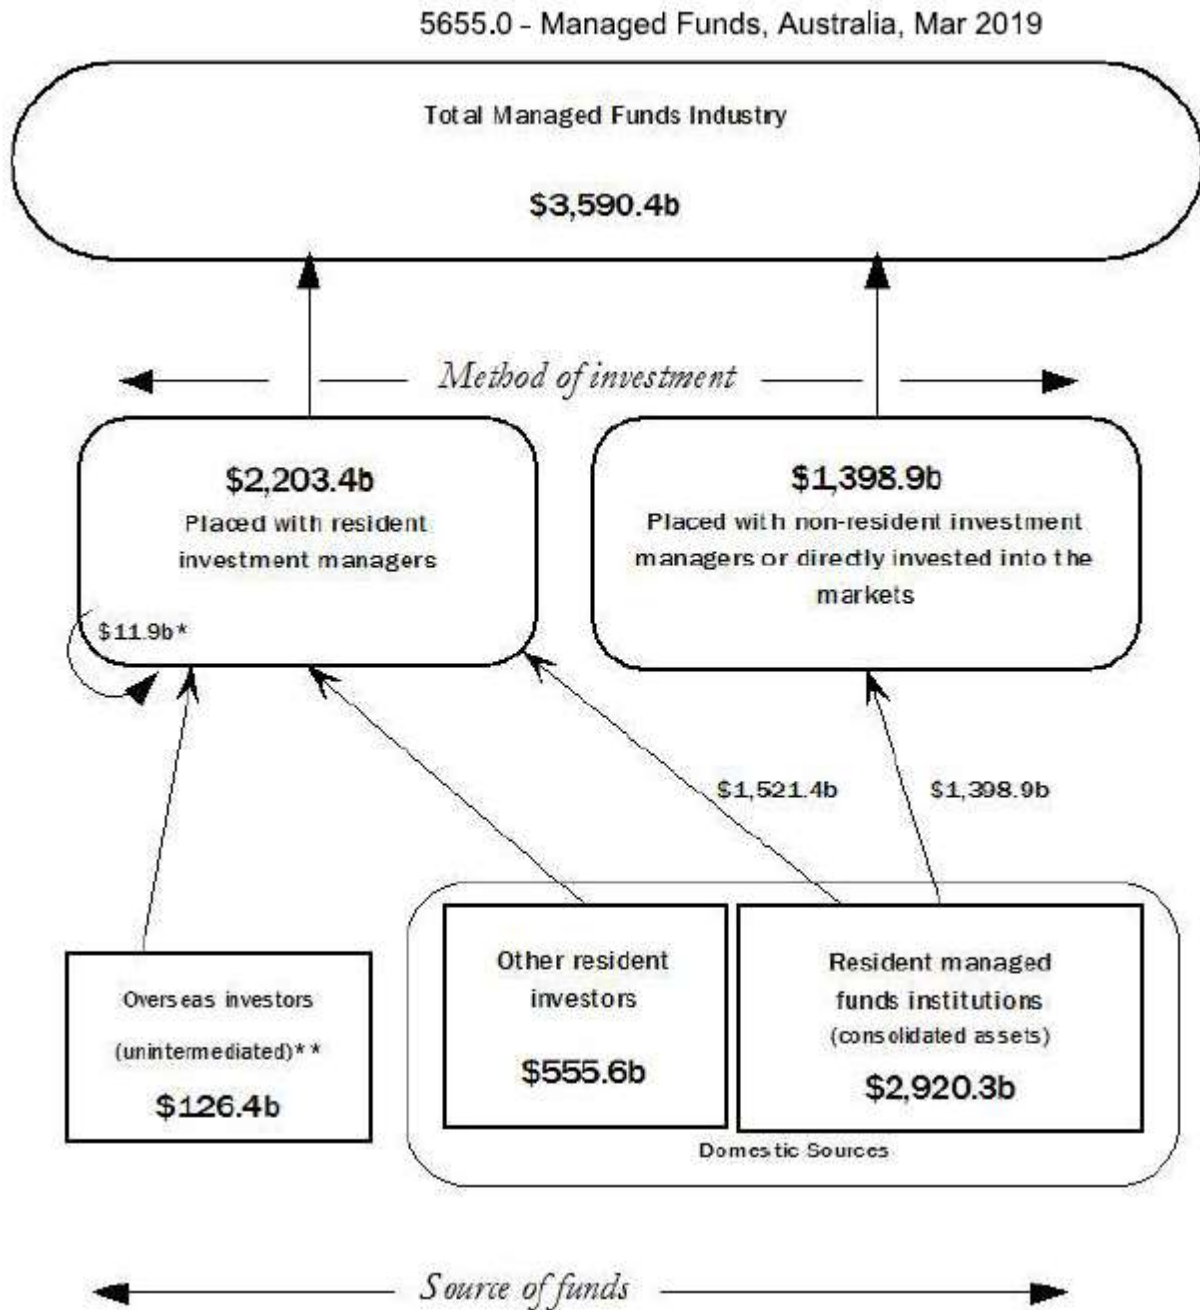 5655.0 - Managed Funds, Australia, Mar 2019
Total Managed Funds Industry
$3,590.4b
Method of investment
$2,203.4b
Placed with resident
investment managers
$11.9b*
$1,398.9b
Placed with non-resident investment
managers or directly invested into the
markets
$1,521.4b
$1,398.9b
Overseas investors
(unintermediated)**
$126.4b
Other resident
investors
$555.6b
Resident managed
funds institutions
(consolidated assets)
$2,920.3b
Domestic Sources
Source of funds